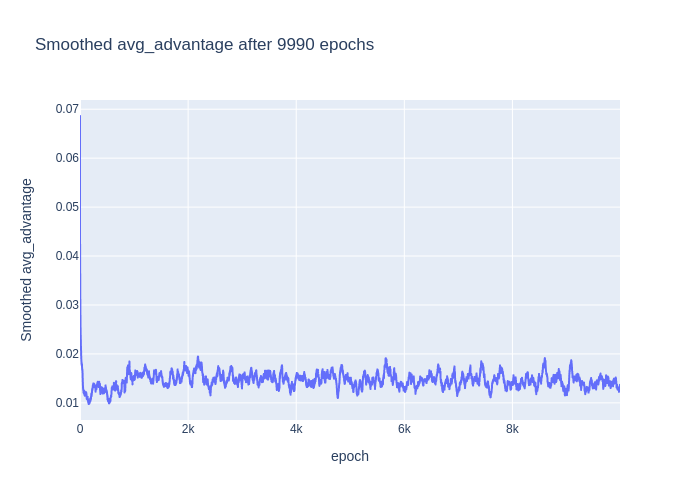 Smoothed avg_advantage after 9990 epochs
0.07
0.06
0.05
0.04
0.03
0.02
0.01
Smoothed avg_advantage
0 2k 4k 6k 8k
epoch